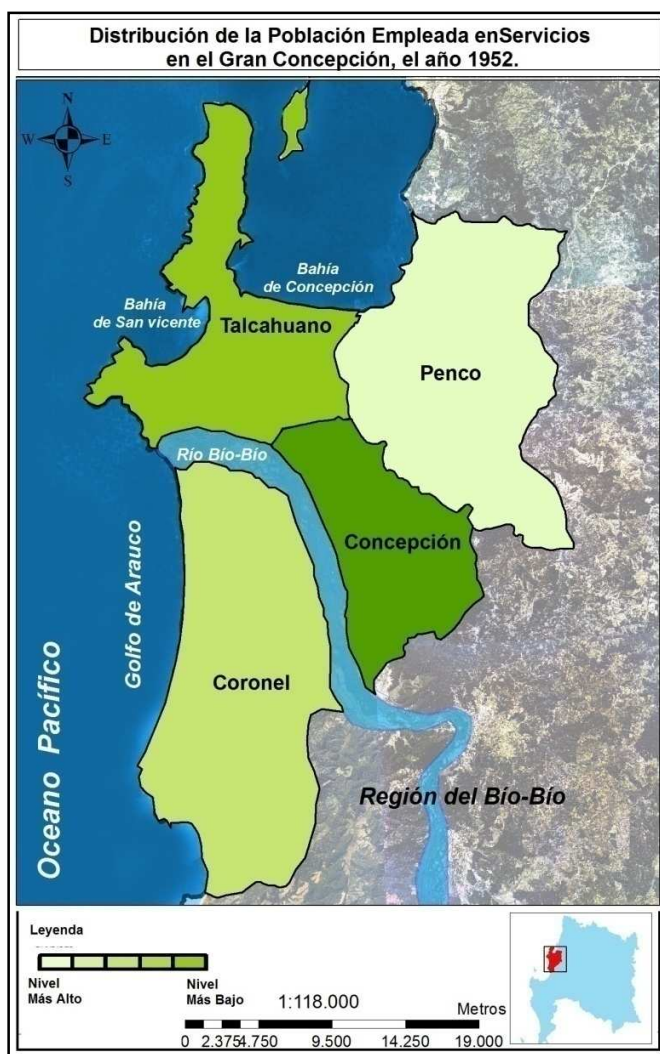 Distribución de la Población Empleada enServicios
en el Gran Concepción, el año 1952.
N
W E
S
Bahía
de Concepción
Bahía
de San vicente
Talcahuano
Penco
Río Bío-Bío
Concepción
Golfo de Arauco
Coronel
Oceano Pacífico
Región del Bío-Bío
Leyenda
Nivel
Más Alto
Nivel
Más Bajo
1:118.000
Metros
0 2.375 4.750 9.500 14.250 19.000